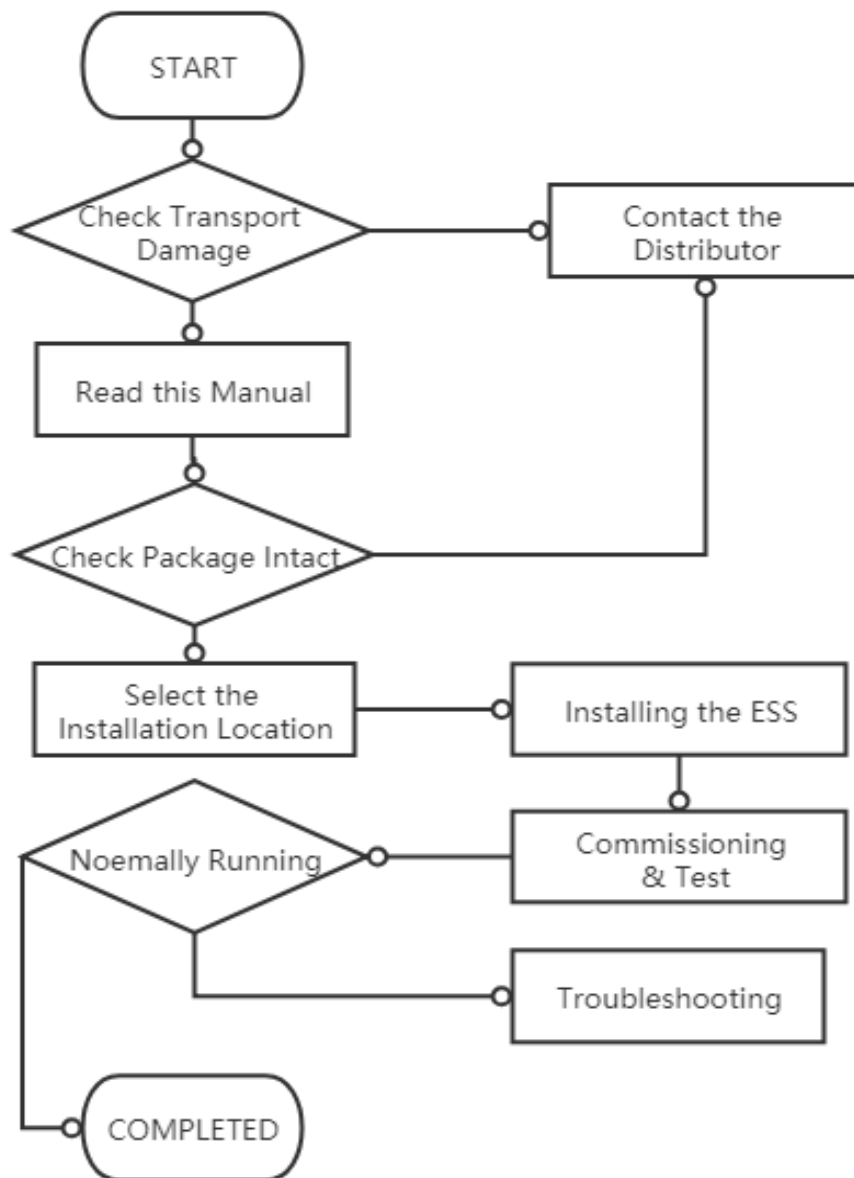 START
Check Transport
Damage
Contact the
Distributor
Read this Manual
Check Package Intact
Select the
Installation Location
Installing the ESS
Noemally Running
Commissioning
& Test
Troubleshooting
COMPLETED